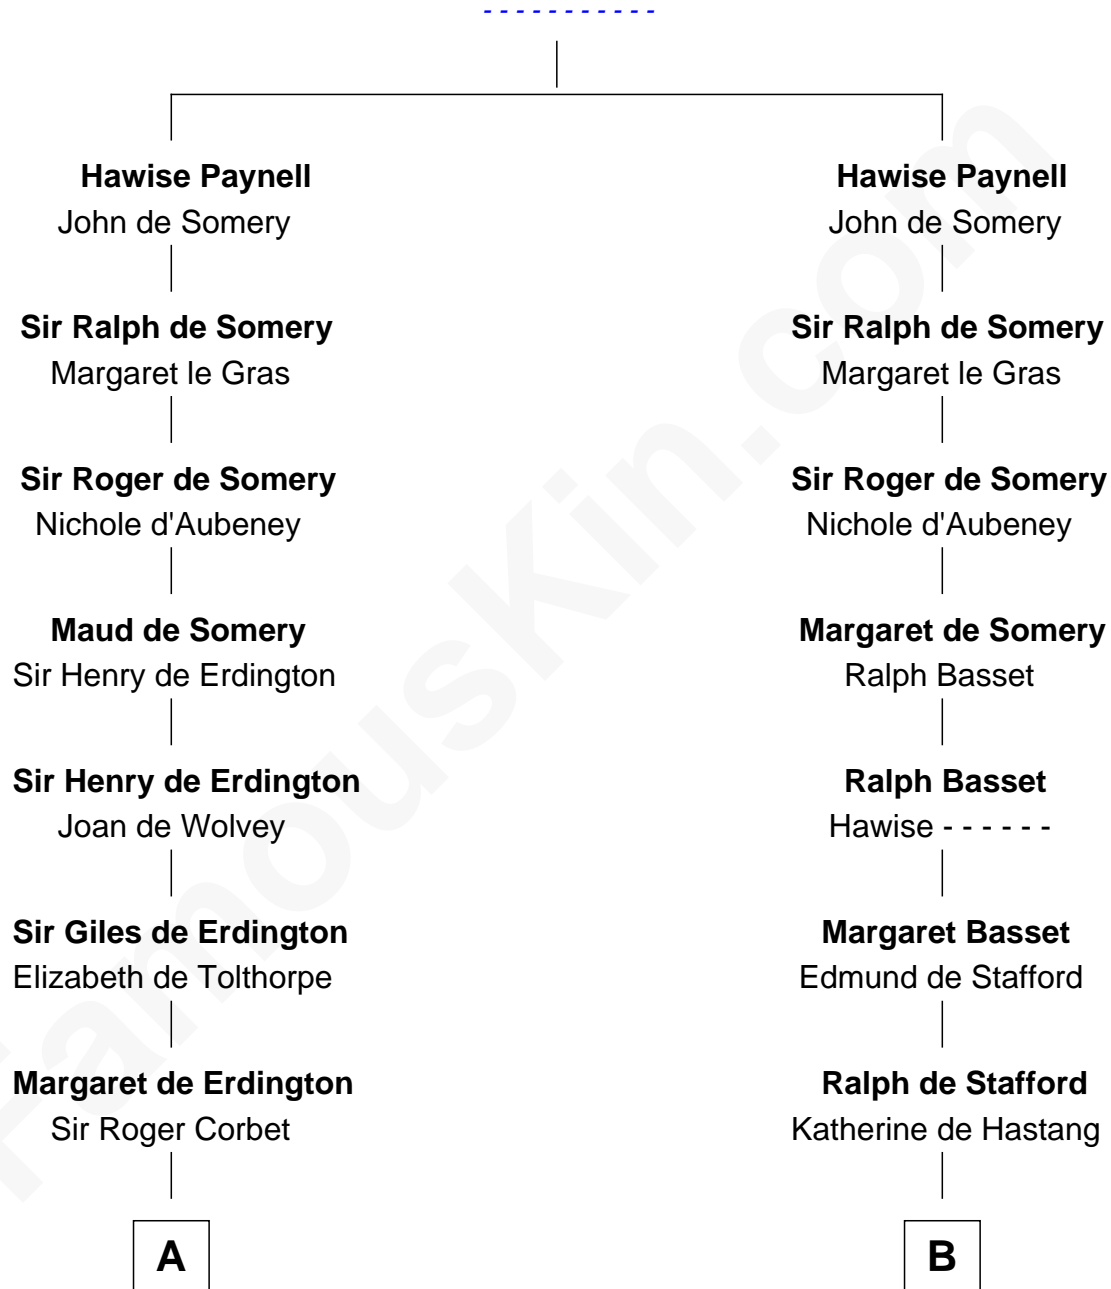 - - - - - - - - - - -
Hawise Paynell
John de Somery
Sir Ralph de Somery
Margaret le Gras
Sir Roger de Somery
Nichole d'Aubeney
Maud de Somery
Sir Henry de Erdington
Sir Henry de Erdington
Joan de Wolvey
Sir Giles de Erdington
Elizabeth de Tolthorpe
Margaret de Erdington
Sir Roger Corbet
A
Hawise Paynell
John de Somery
Sir Ralph de Somery
Margaret le Gras
Sir Roger de Somery
Nichole d'Aubeney
Margaret de Somery
Ralph Basset
Ralph Basset
Hawise - - - - - -
Margaret Basset
Edmund de Stafford
Ralph de Stafford
Katherine de Hastang
B
FamousKin.com